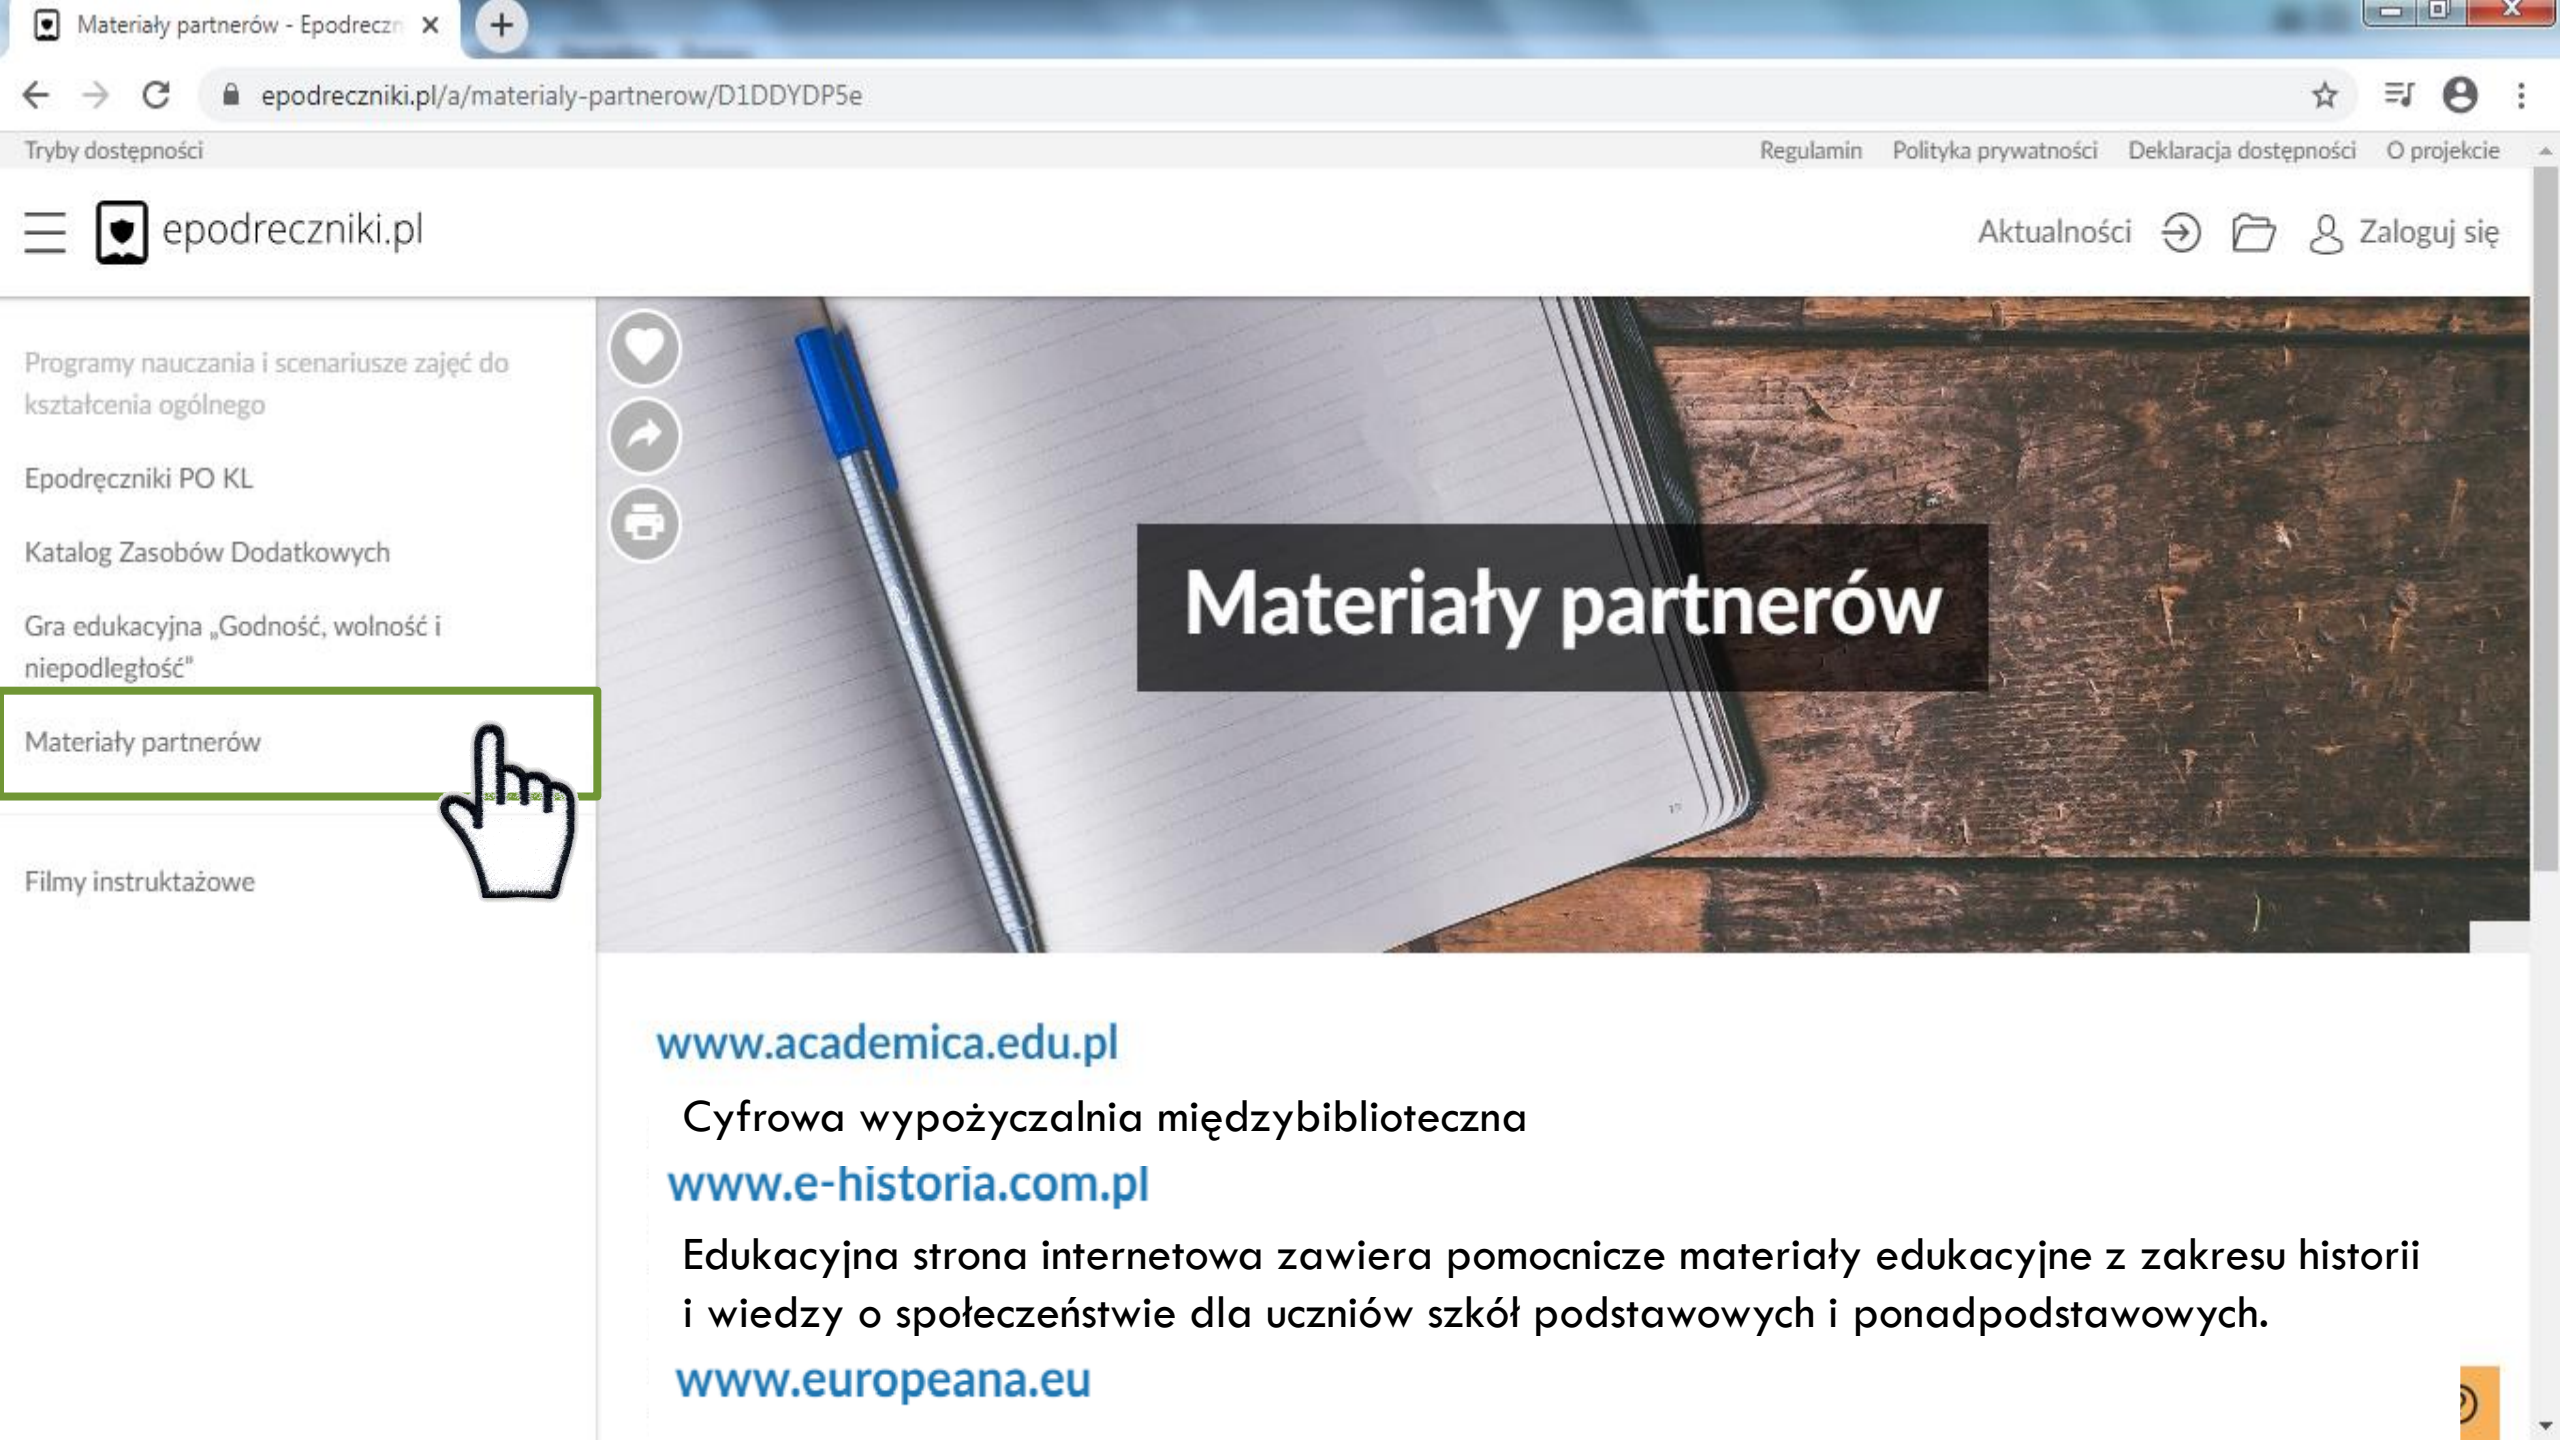 Materiały partnerów - Epodreczn
epodreczniki.pl/a/materialy-partnerow/D1DDYDP5e
Tryby dostępności
Regulamin Polityka prywatności Deklaracja dostępności O projekcie
epodreczniki.pl
Aktualności Zaloguj się
Programy nauczania i scenariusze zajęć do
kształcenia ogólnego
Epodręczniki PO KL
Katalog Zasobów Dodatkowych
Gra edukacyjna „Godność, wolność i
niepodległość”
Materiały partnerów
Filmy instruktażowe
Materiały partnerów
www.academica.edu.pl
Cyfrowa wypożyczalnia międzybiblioteczna
www.e-historia.com.pl
Edukacyjna strona internetowa zawiera pomocnicze materiały edukacyjne z zakresu historii
i wiedzy o społeczeństwie dla uczniów szkół podstawowych i ponadpodstawowych.
www.europeana.eu